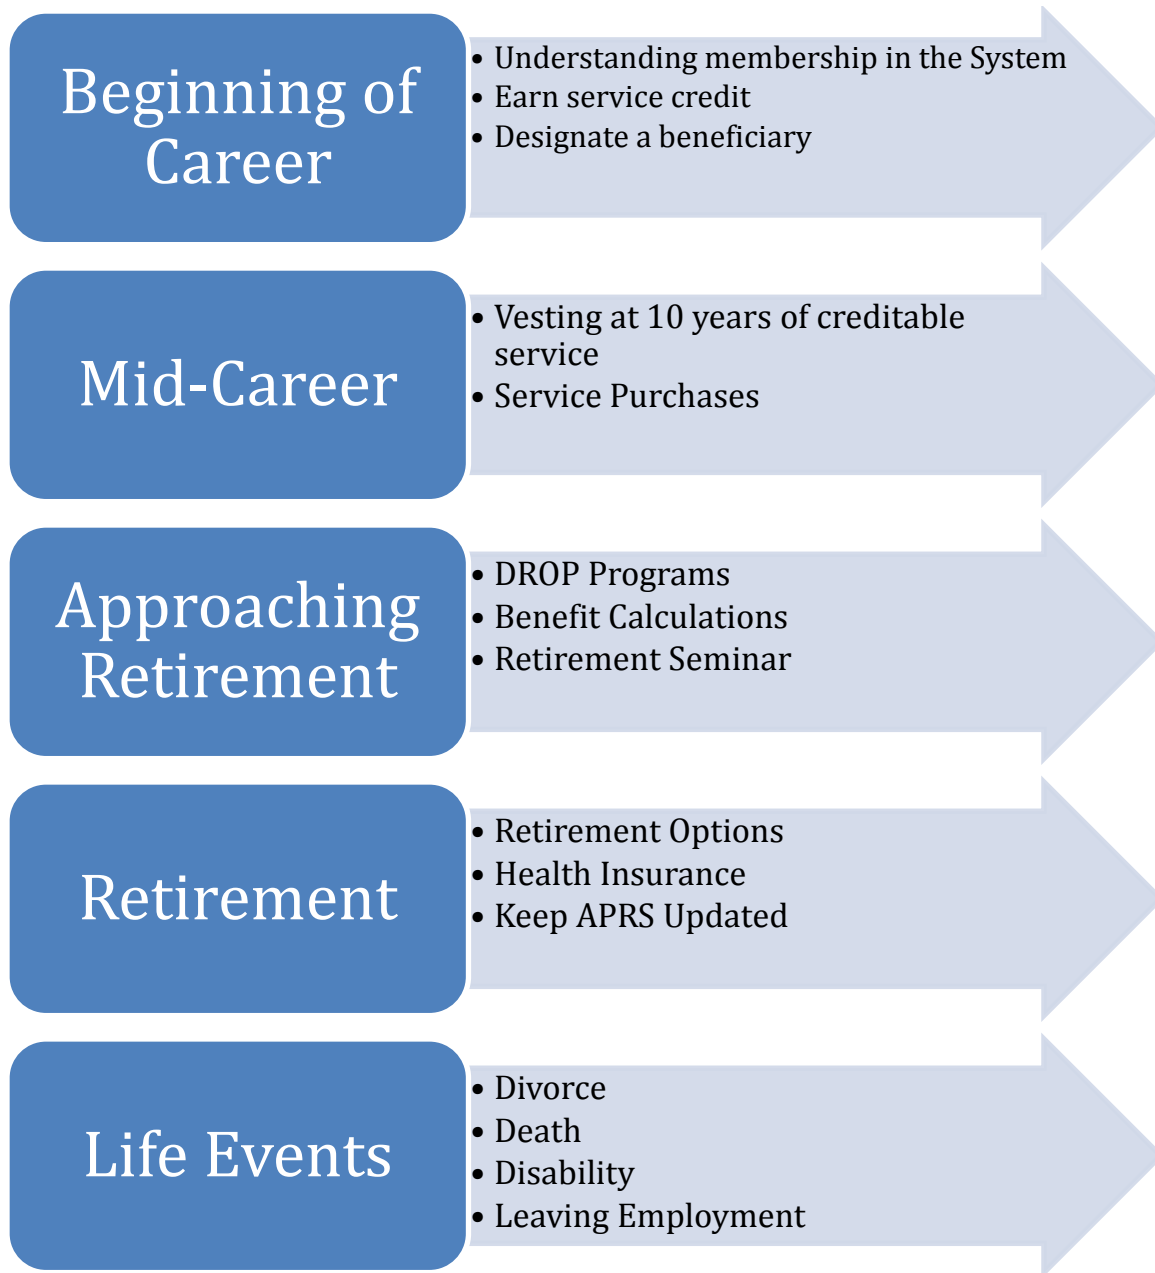 Beginning of
Career
• Understanding membership in the System
• Earn service credit
• Designate a beneficiary
Mid-Career
• Vesting at 10 years of creditable
service
• Service Purchases
Approaching
Retirement
• DROP Programs
• Benefit Calculations
• Retirement Seminar
Retirement
• Retirement Options
• Health Insurance
• Keep APRS Updated
Life Events
• Divorce
• Death
• Disability
• Leaving Employment